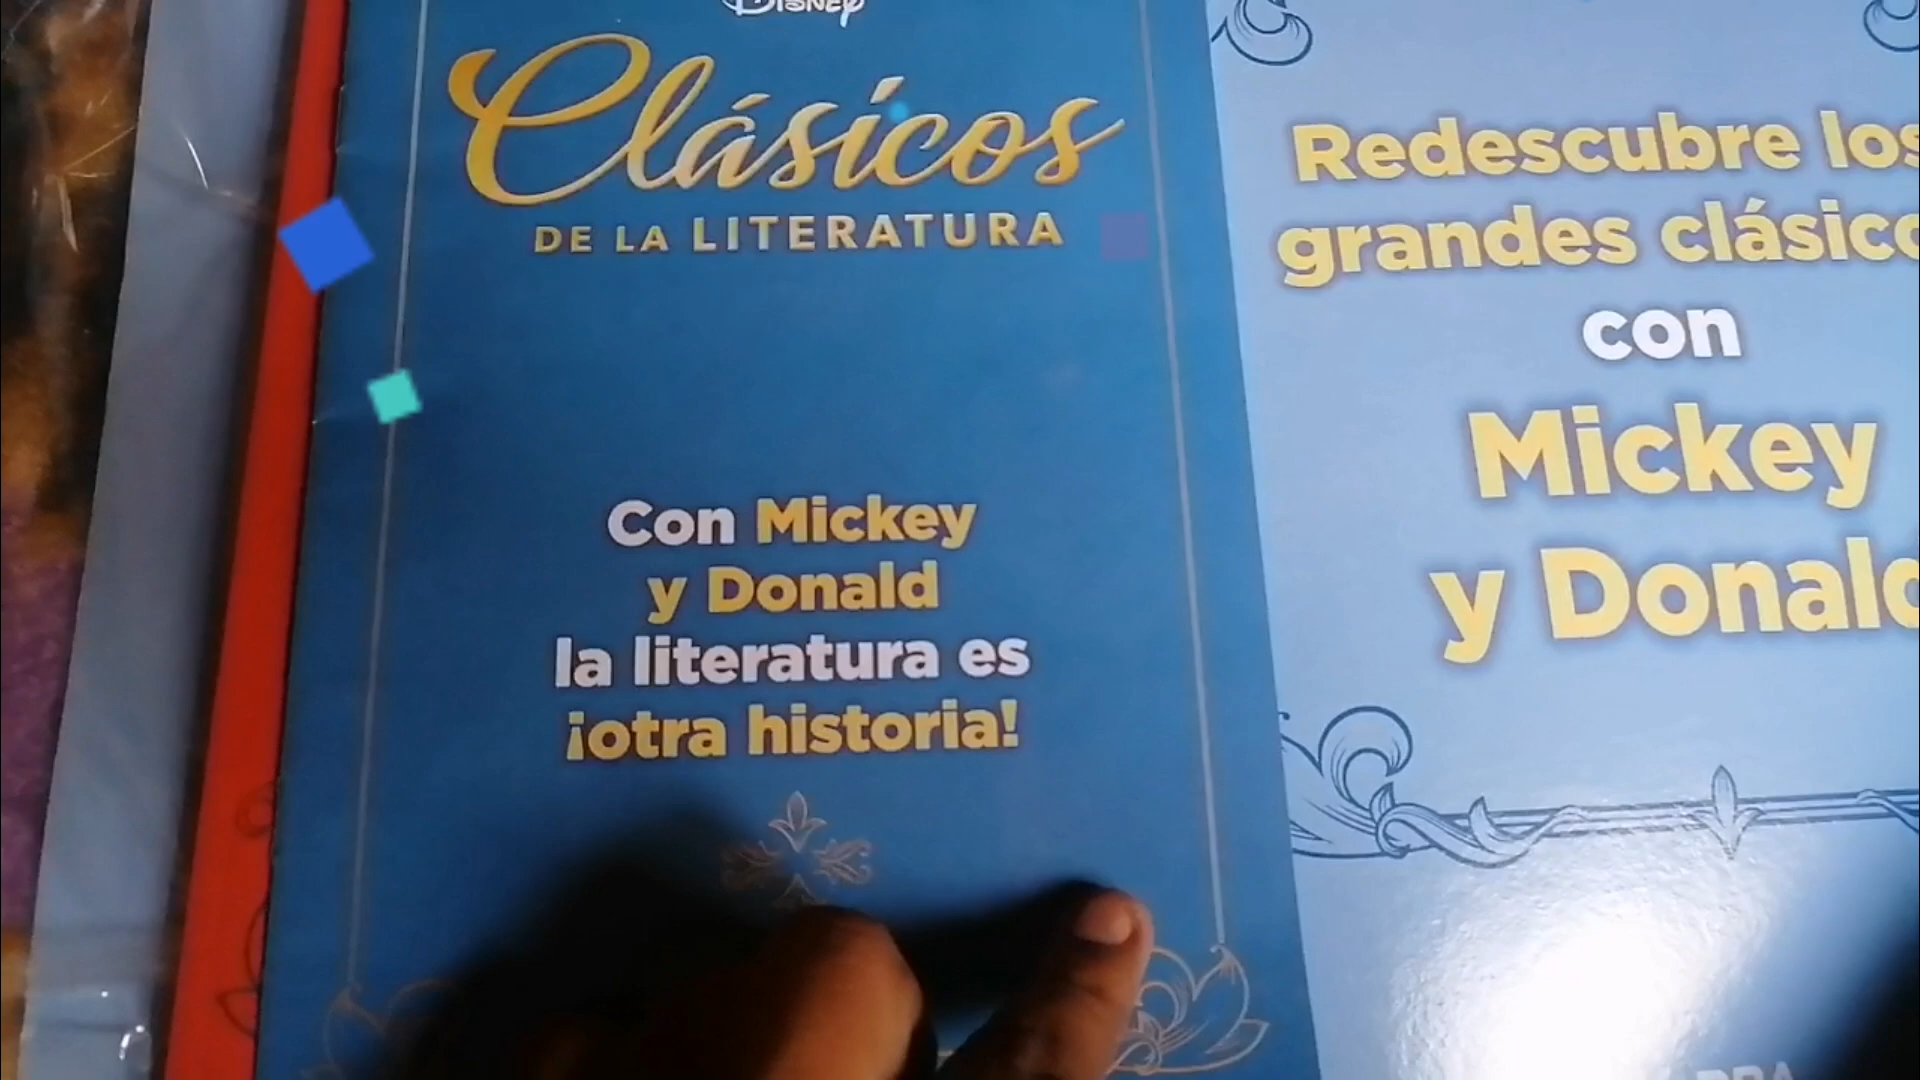 DISNEY
Clásicos
DE LA LITERATURA
Con Mickey
y Donald
la literatura es
¡otra historia!
Redescubre los
grandes clásico
con
Mickey
y Donald